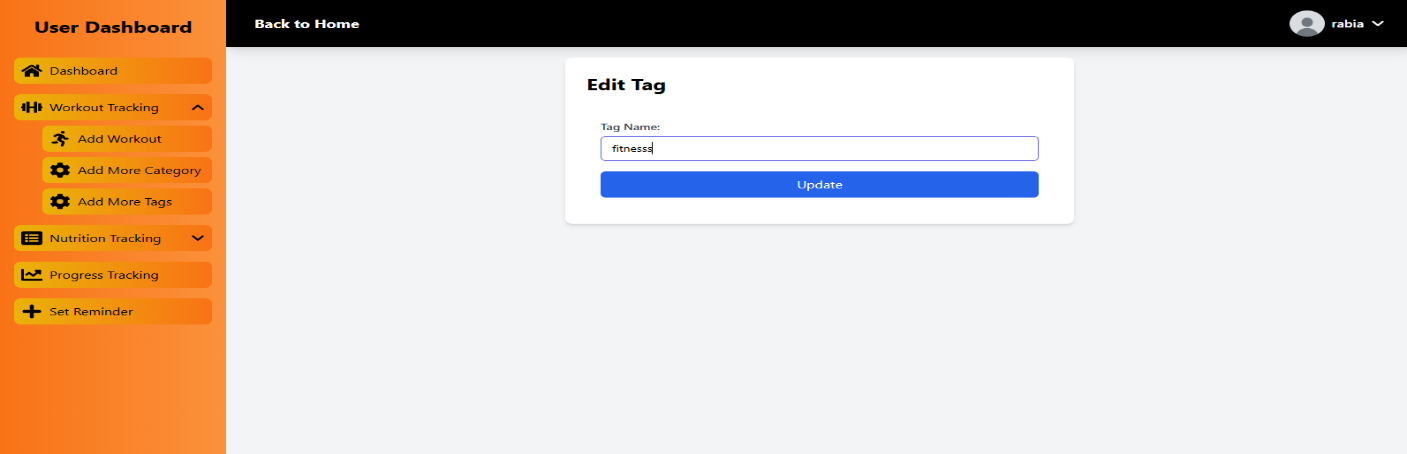 User Dashboard
Dashboard
Workout Tracking
Add Workout
Add More Category
Add More Tags
Nutrition Tracking
Progress Tracking
Set Reminder
Back to Home
rabia
Edit Tag
Tag Name:
fitnesss
Update